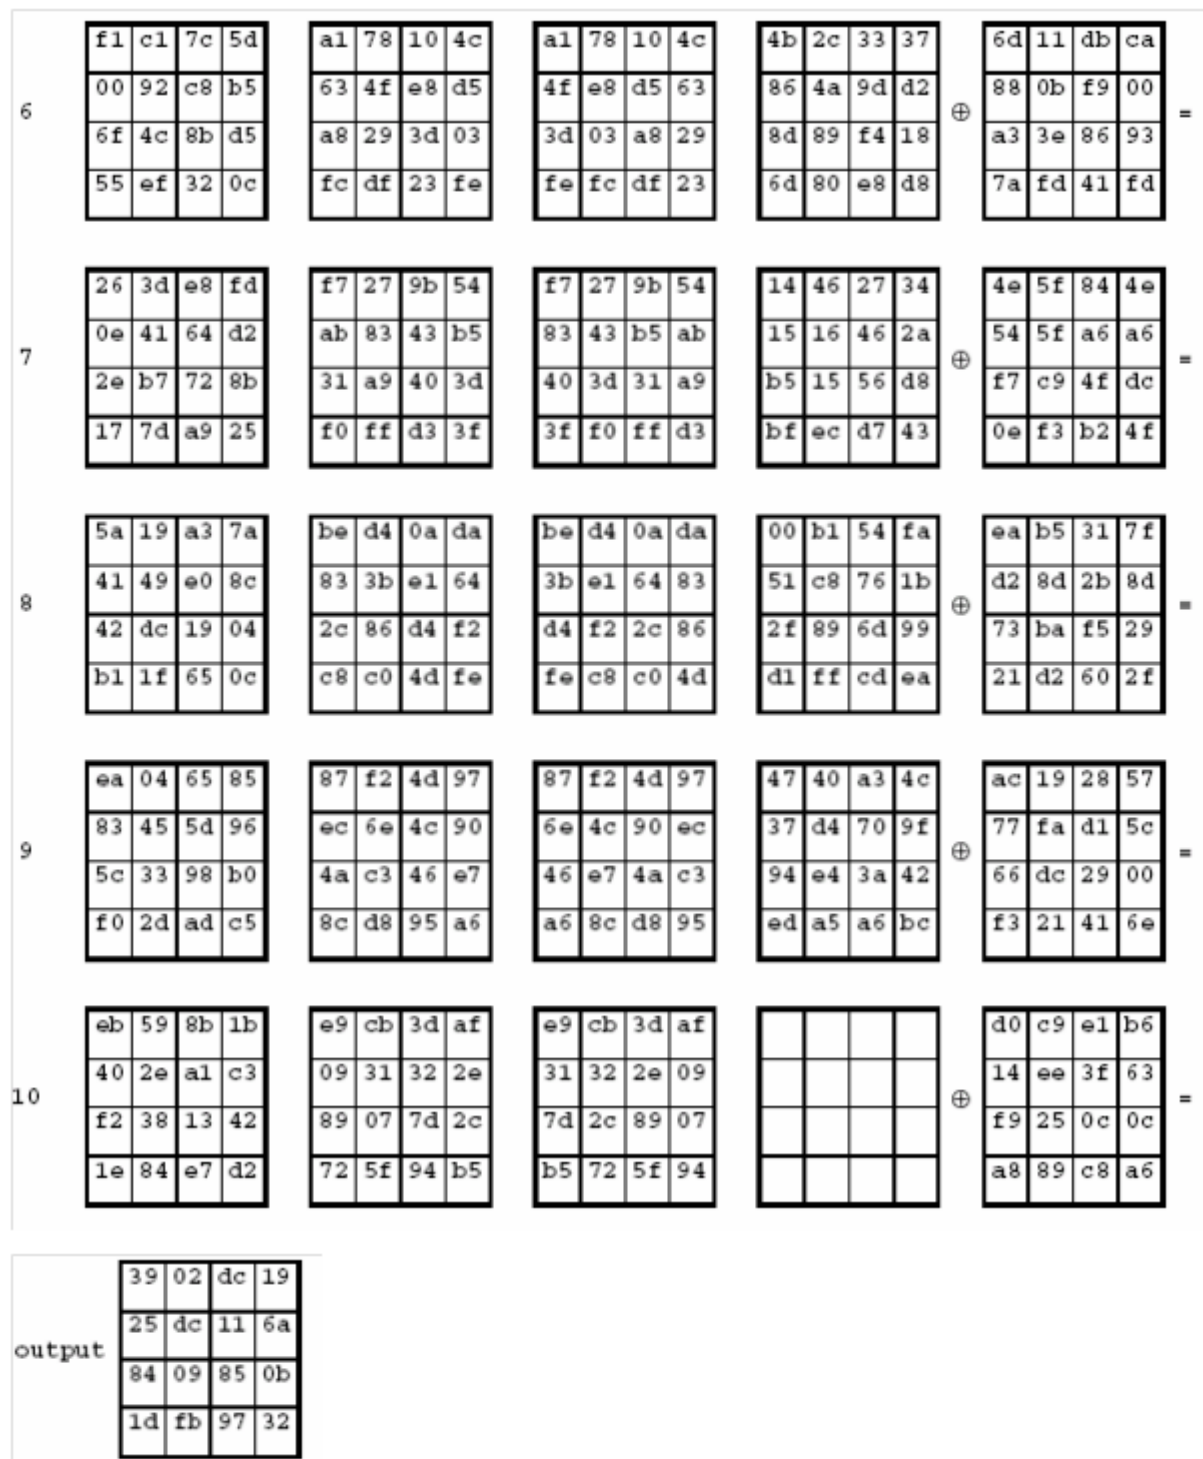 f1 c1 7c 5d a1 78 10 4c a1 78 10 4c 4b 2c 33 37 6d 11 db ca
00 92 c8 b5 63 4f e8 d5 4f e8 d5 63 86 4a 9d d2 88 0b f9 00
6 ⊕ =
6f 4c 8b d5 a8 29 3d 03 3d 03 a8 29 8d 89 f4 18 a3 3e 86 93
55 ef 32 0c fc df 23 fe fe fc df 23 6d 80 e8 d8 7a fd 41 fd
26 3d e8 fd f7 27 9b 54 f7 27 9b 54 14 46 27 34 4e 5f 84 4e
0e 41 64 d2 ab 83 43 b5 83 43 b5 ab 15 16 46 2a 54 5f a6 a6
7 ⊕ =
2e b7 72 8b 31 a9 40 3d 40 3d 31 a9 b5 15 56 d8 f7 c9 4f dc
17 7d a9 25 f0 ff d3 3f 3f f0 ff d3 bf ec d7 43 0e f3 b2 4f
5a 19 a3 7a be d4 0a da be d4 0a da 00 b1 54 fa ea b5 31 7f
41 49 e0 8c 83 3b e1 64 3b e1 64 83 51 c8 76 1b d2 8d 2b 8d
8 ⊕ =
42 dc 19 04 2c 86 d4 f2 d4 f2 2c 86 2f 89 6d 99 73 ba f5 29
b1 1f 65 0c c8 c0 4d fe fe c8 c0 4d d1 ff cd ea 21 d2 60 2f
ea 04 65 85 87 f2 4d 97 87 f2 4d 97 47 40 a3 4c ac 19 28 57
83 45 5d 96 ec 6e 4c 90 6e 4c 90 ec 37 d4 70 9f 77 fa d1 5c
9 ⊕ =
5c 33 98 b0 4a c3 46 e7 46 e7 4a c3 94 e4 3a 42 66 dc 29 00
f0 2d ad c5 8c d8 95 a6 a6 8c d8 95 ed a5 a6 bc f3 21 41 6e
eb 59 8b 1b e9 cb 3d af e9 cb 3d af d0 c9 e1 b6
40 2e a1 c3 09 31 32 2e 31 32 2e 09 14 ee 3f 63
10 ⊕ =
f2 38 13 42 89 07 7d 2c 7d 2c 89 07 f9 25 0c 0c
1e 84 e7 d2 72 5f 94 b5 b5 72 5f 94 a8 89 c8 a6
39 02 dc 19
25 dc 11 6a
output
84 09 85 0b
1d fb 97 32